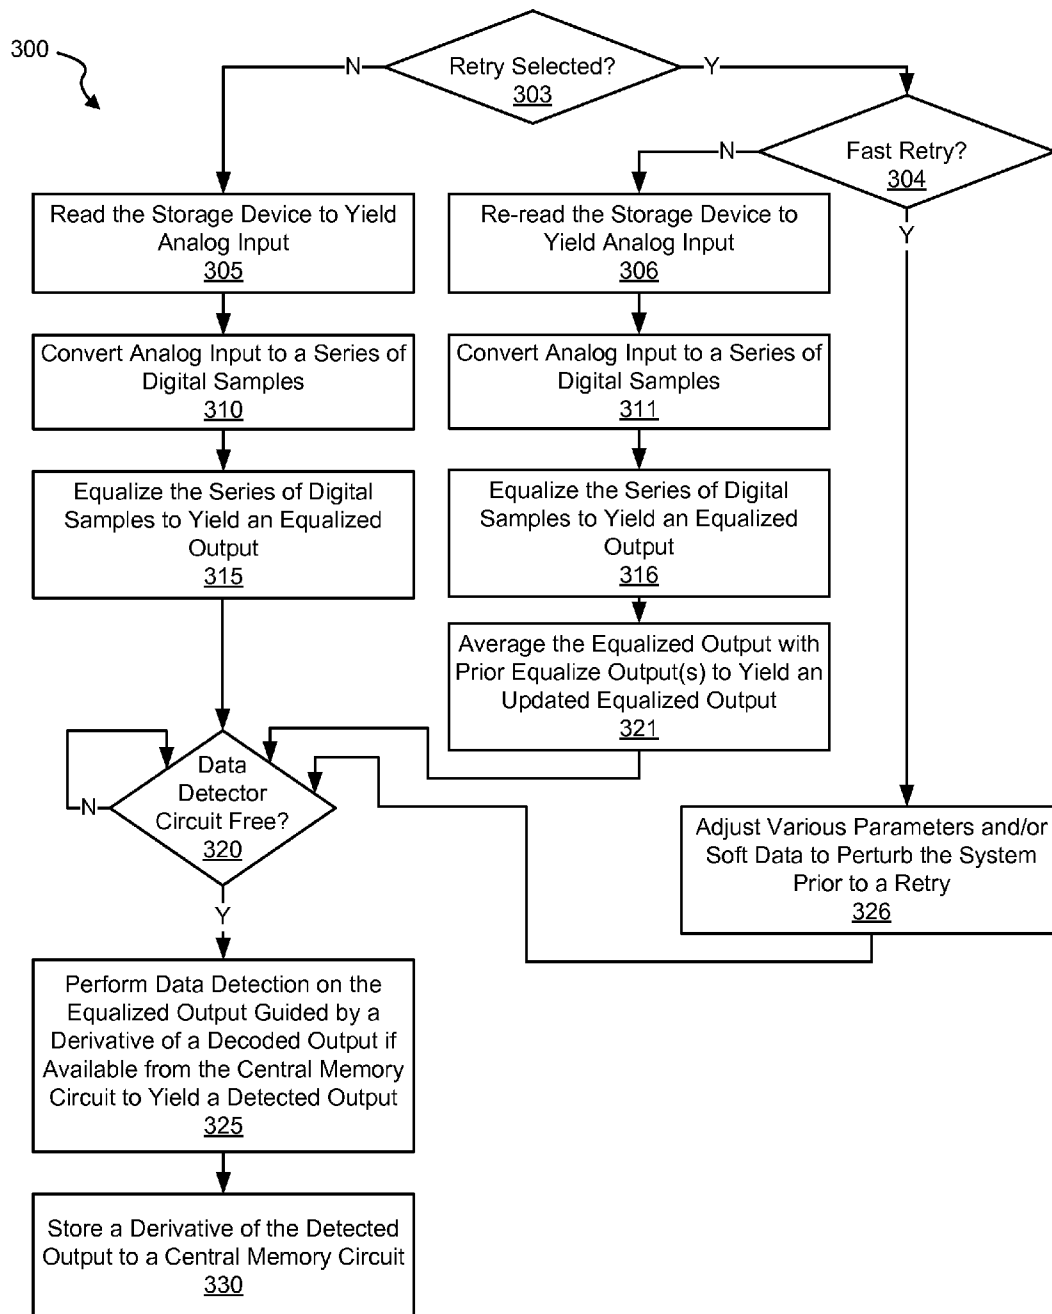 300
N
Retry Selected?
303
Y
N
Fast Retry?
304
Y
Read the Storage Device to Yield
Analog Input
305
Re-read the Storage Device to
Yield Analog Input
306
Convert Analog Input to a Series of
Digital Samples
310
Convert Analog Input to a Series of
Digital Samples
311
Equalize the Series of Digital
Samples to Yield an Equalized
Output
315
Equalize the Series of Digital
Samples to Yield an Equalized
Output
316
Average the Equalized Output with
Prior Equalize Output(s) to Yield an
Updated Equalized Output
321
Data
Detector
Circuit Free?
320
N
Y
Adjust Various Parameters and/or
Soft Data to Perturb the System
Prior to a Retry
326
Perform Data Detection on the
Equalized Output Guided by a
Derivative of a Decoded Output if
Available from the Central Memory
Circuit to Yield a Detected Output
325
Store a Derivative of the Detected
Output to a Central Memory Circuit
330